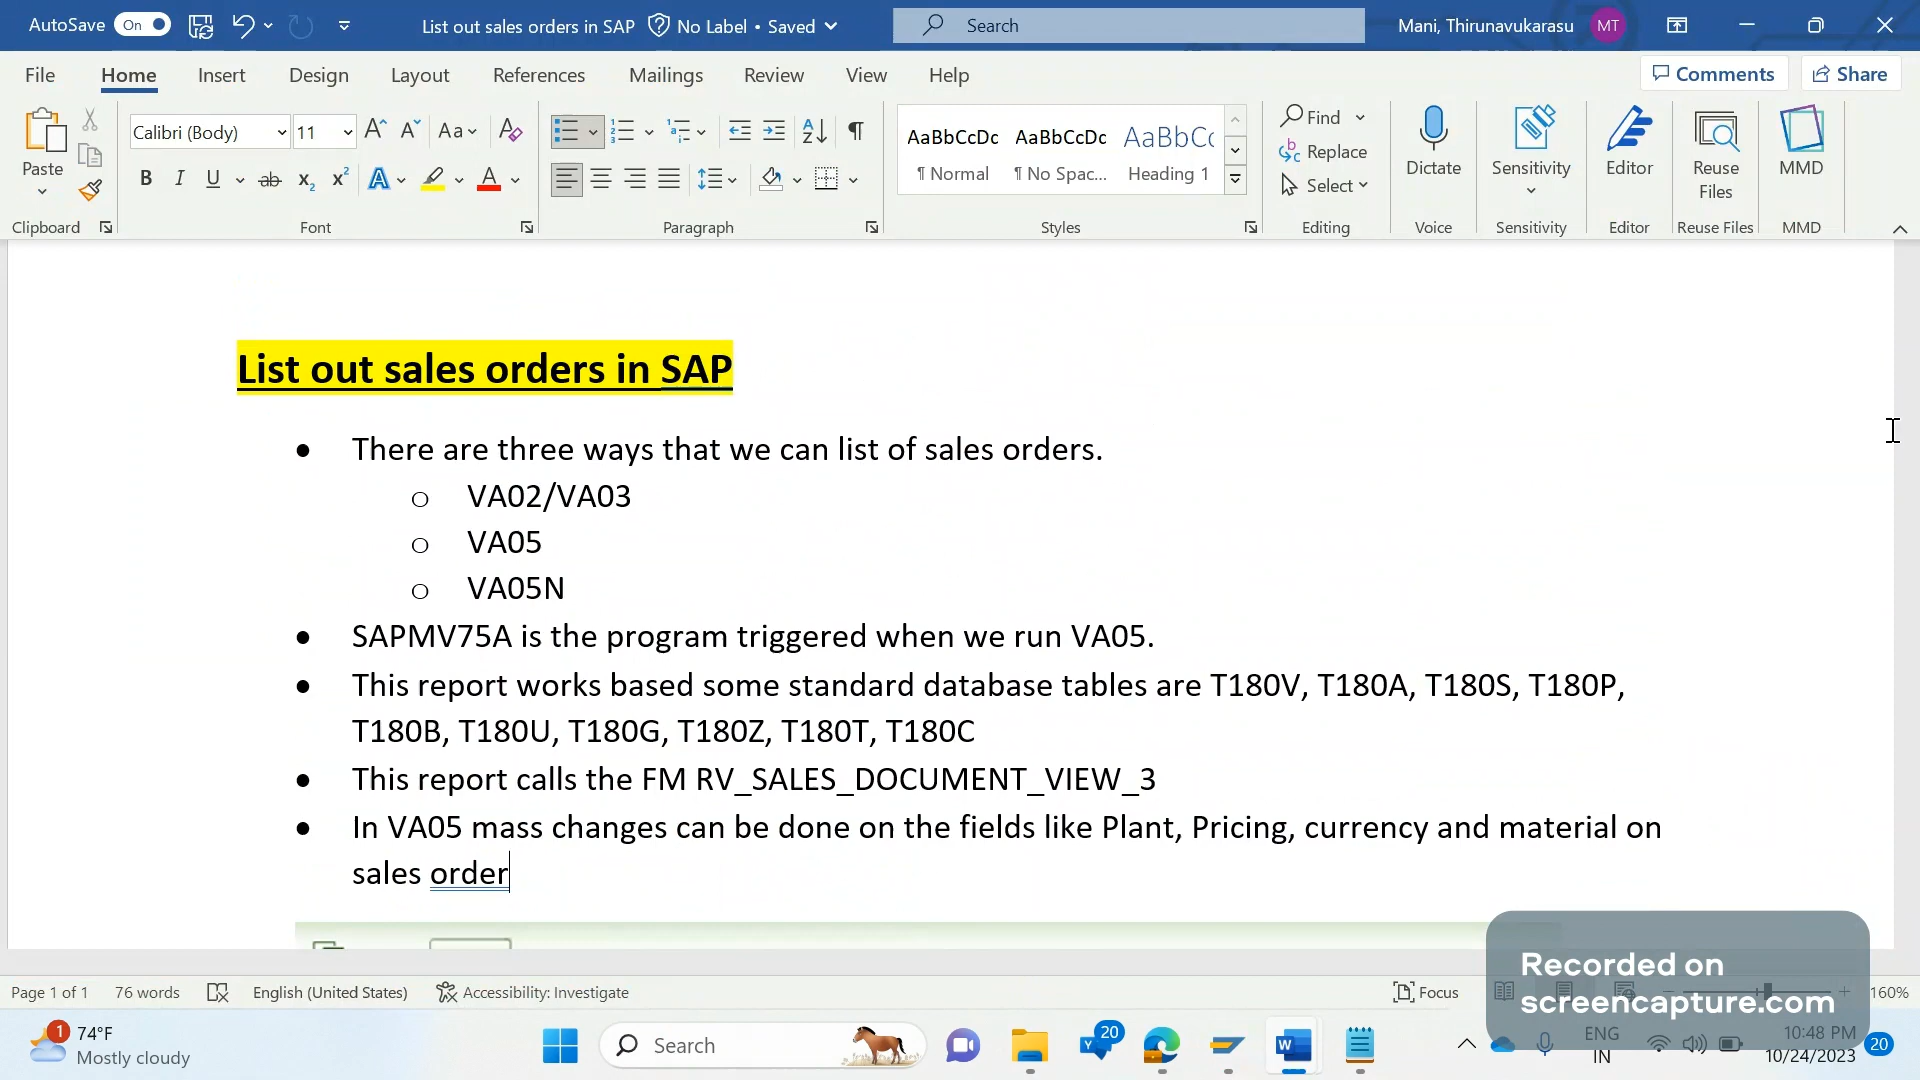 AutoSave On List out sales orders in SAP No Label • Saved Search Mani, Thirunavukarasu MT
File Home Insert Design Layout References Mailings Review View Help Comments Share
Calibri (Body) 11 Aa AaBbCcDc AaBbCcDc AaBbCc Find
Paste Replace Dictate Sensitivity Editor Reuse Files MMD
B I U ab x₂ x² A A ¶ Normal ¶ No Spac... Heading 1 Select
Clipboard Font Paragraph Styles Editing Voice Sensitivity Editor Reuse Files MMD
List out sales orders in SAP
• There are three ways that we can list of sales orders.
o VA02/VA03
o VA05
o VA05N
• SAPMV75A is the program triggered when we run VA05.
• This report works based some standard database tables are T180V, T180A, T180S, T180P,
T180B, T180U, T180G, T180Z, T180T, T180C
• This report calls the FM RV_SALES_DOCUMENT_VIEW_3
• In VA05 mass changes can be done on the fields like Plant, Pricing, currency and material on
sales order
Recorded on
screencapture.com
Page 1 of 1 76 words English (United States) Accessibility: Investigate Focus 160%
1 74°F
Mostly cloudy
Search 20
ENG
IN
10:48 PM
10/24/2023 20